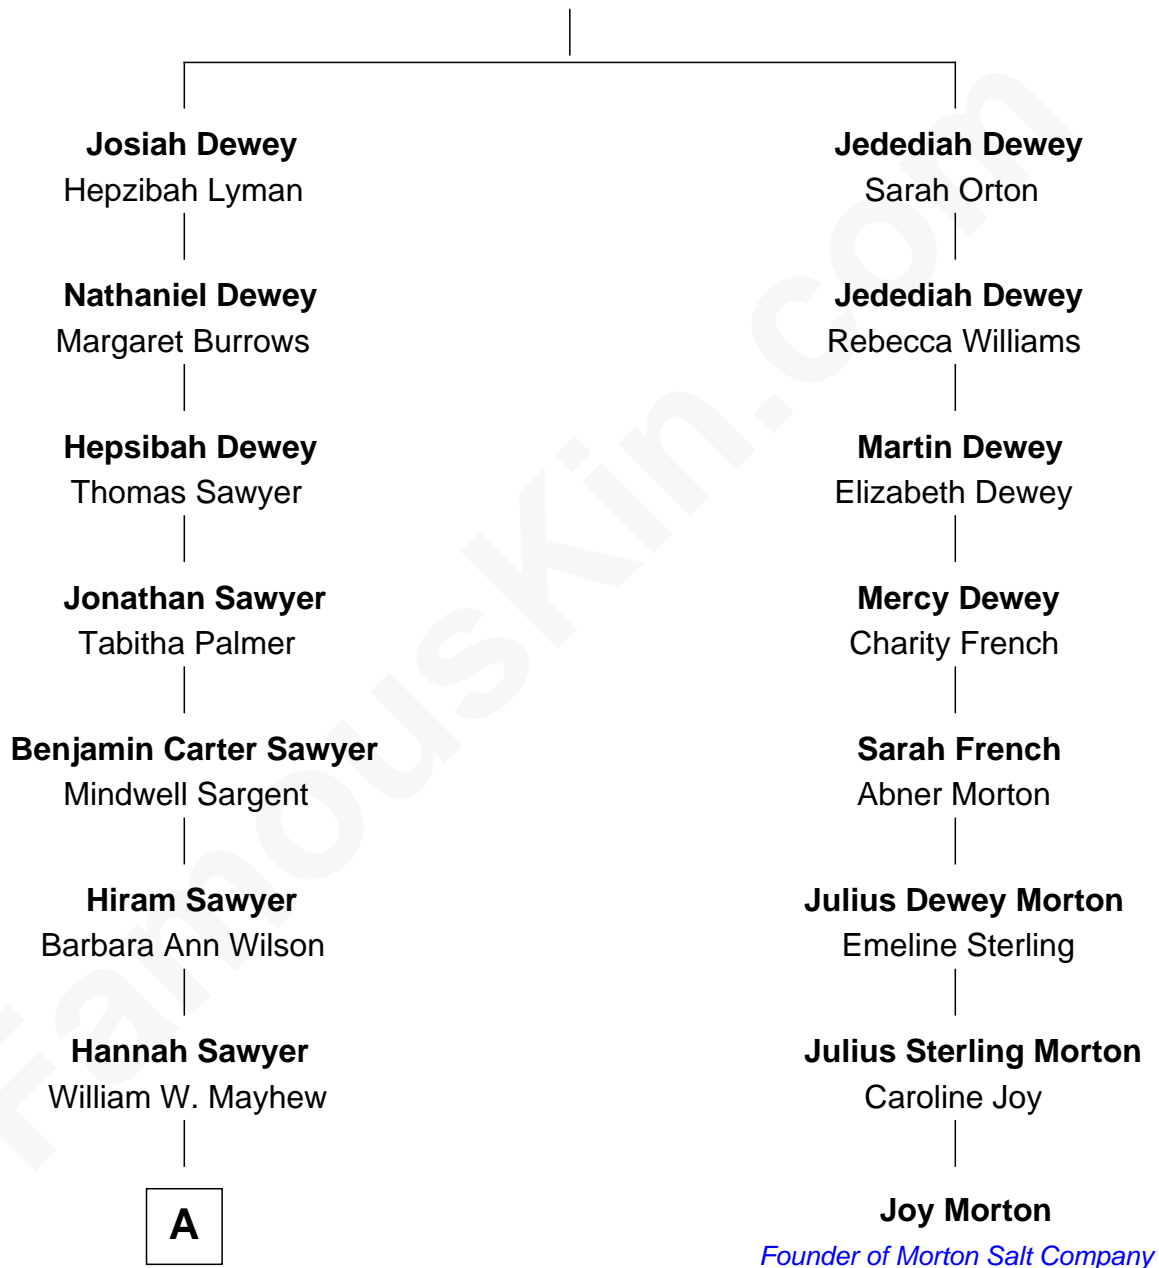 Josiah Dewey
Hepzibah Lyman
Nathaniel Dewey
Margaret Burrows
Hepsibah Dewey
Thomas Sawyer
Jonathan Sawyer
Tabitha Palmer
Benjamin Carter Sawyer
Mindwell Sargent
Hiram Sawyer
Barbara Ann Wilson
Hannah Sawyer
William W. Mayhew
A
Jedediah Dewey
Sarah Orton
Jedediah Dewey
Rebecca Williams
Martin Dewey
Elizabeth Dewey
Mercy Dewey
Charity French
Sarah French
Abner Morton
Julius Dewey Morton
Emeline Sterling
Julius Sterling Morton
Caroline Joy
Joy Morton
Founder of Morton Salt Company
FamousKin.com